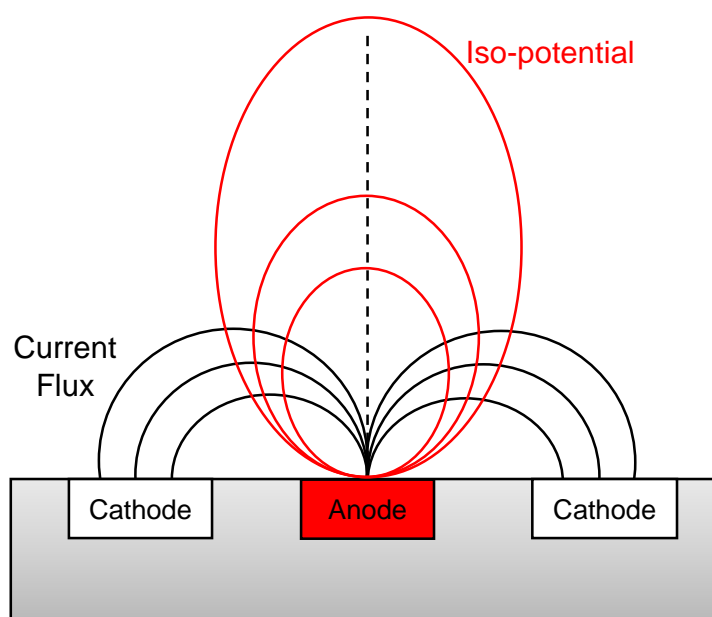 Iso-potential
Current
Flux
Cathode
Anode
Cathode